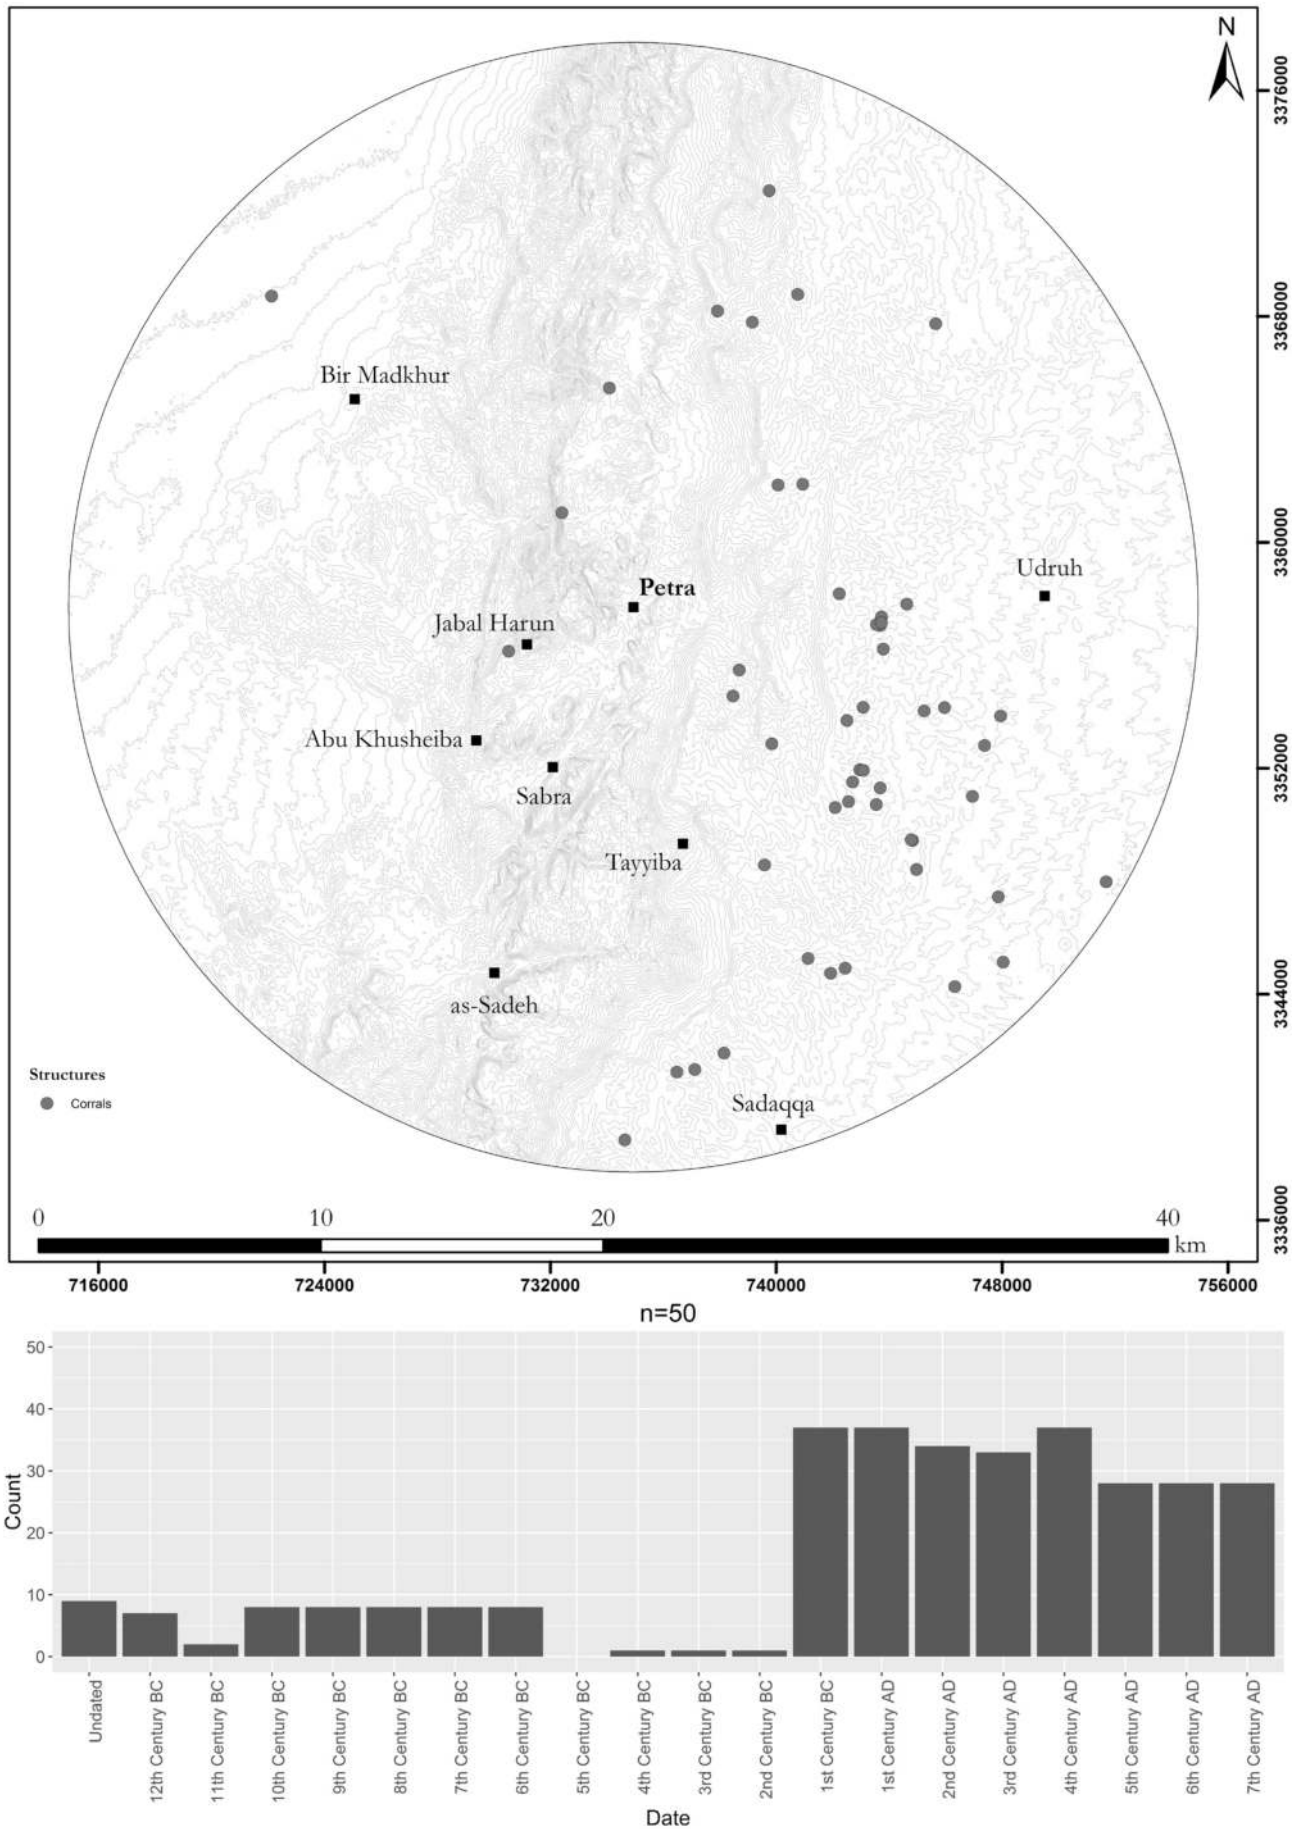 N
3376000
3368000
Bir Madkhur
3360000
Udruh
Petra
Jabal Harun
Abu Khusheiba
3352000
Sabra
Tayyiba
3344000
as-Sadeh
Structures
Corrals
Sadaqqa
3336000
0 10 20 40
km
716000 724000 732000 740000 748000 756000
n=50
50
40
30
20
10
0
Count
Undated
12th Century BC
11th Century BC
10th Century BC
9th Century BC
8th Century BC
7th Century BC
6th Century BC
5th Century BC
4th Century BC
3rd Century BC
2nd Century BC
1st Century BC
1st Century AD
2nd Century AD
3rd Century AD
4th Century AD
5th Century AD
6th Century AD
7th Century AD
Date